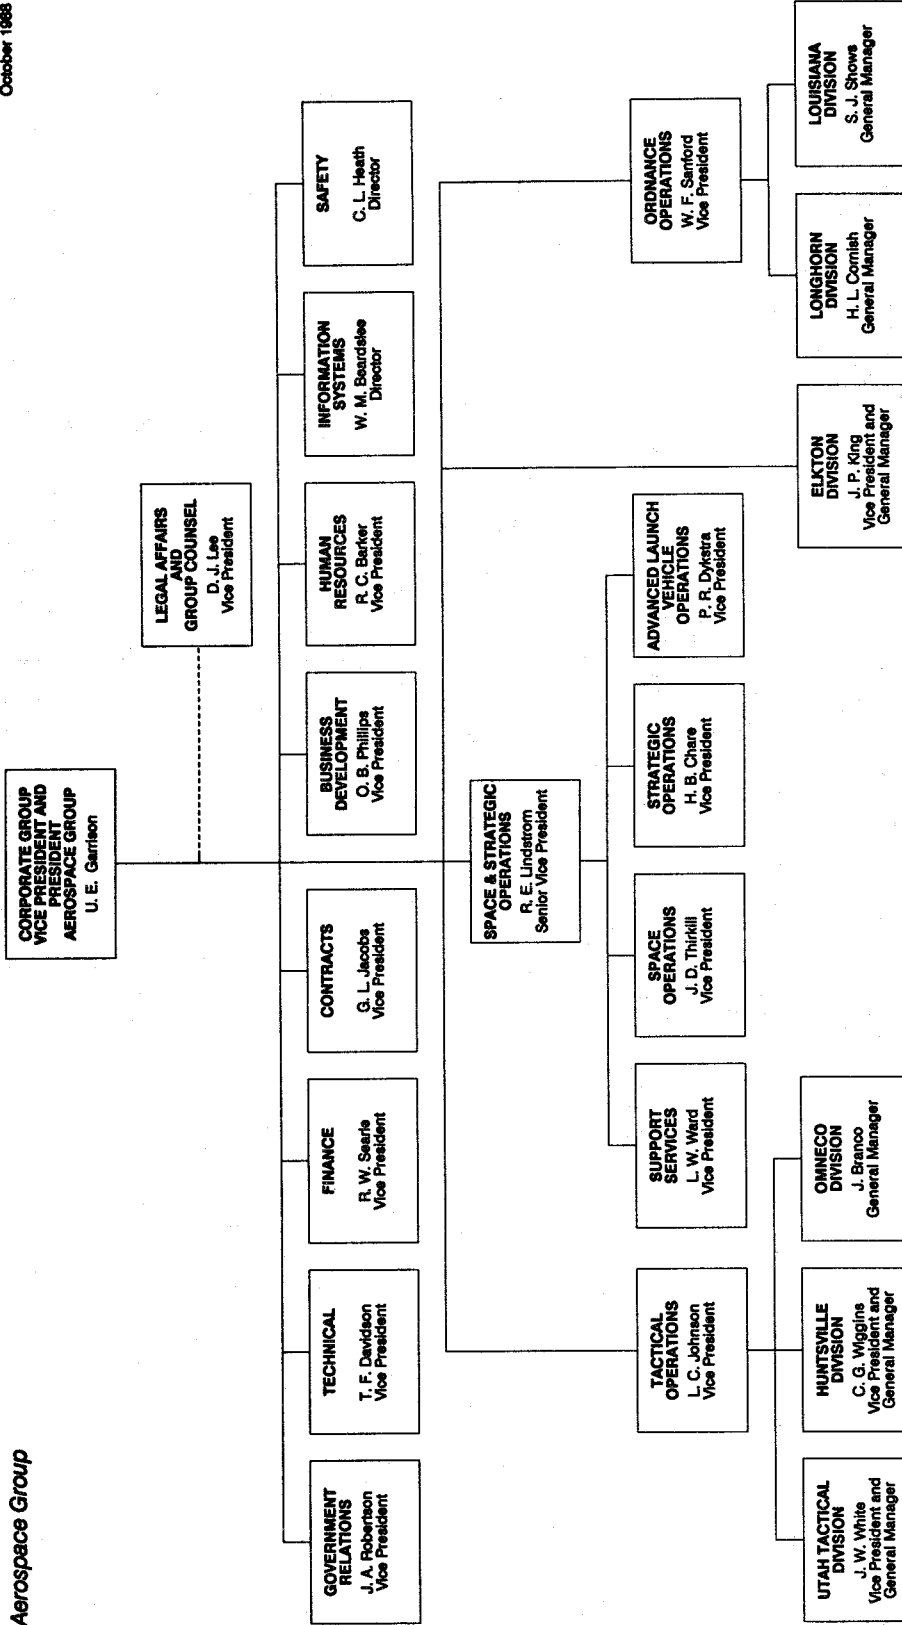 Aerospace Group
October 1988
CORPORATE GROUP
VICE PRESIDENT AND
PRESIDENT
AEROSPACE GROUP
U. E. Garrison
LEGAL AFFAIRS
AND
GROUP COUNSEL
D. J. Lee
Vice President
GOVERNMENT
RELATIONS
J. A. Robertson
Vice President
TECHNICAL
T. F. Davidson
Vice President
FINANCE
R. W. Searle
Vice President
CONTRACTS
G. L. Jacobs
Vice President
BUSINESS
DEVELOPMENT
O. B. Phillips
Vice President
HUMAN
RESOURCES
R. C. Barker
Vice President
INFORMATION
SYSTEMS
W. M. Beardslee
Director
SAFETY
C. L. Heath
Director
SPACE & STRATEGIC
OPERATIONS
R. E. Lindstrom
Senior Vice President
TACTICAL
OPERATIONS
L. C. Johnson
Vice President
SUPPORT
SERVICES
L. W. Ward
Vice President
SPACE
OPERATIONS
J. D. Thirkill
Vice President
STRATEGIC
OPERATIONS
H. B. Chare
Vice President
ADVANCED LAUNCH
VEHICLE
OPERATIONS
P. R. Dykstra
Vice President
ORDNANCE
OPERATIONS
W. F. Sanford
Vice President
UTAH TACTICAL
DIVISION
J. W. White
Vice President and
General Manager
HUNTSVILLE
DIVISION
C. G. Wiggins
Vice President and
General Manager
OMNECO
DIVISION
J. Branco
General Manager
ELKTON
DIVISION
J. P. King
Vice President and
General Manager
LONGHORN
DIVISION
H. L. Cornish
General Manager
LOUISIANA
DIVISION
S. J. Shows
General Manager